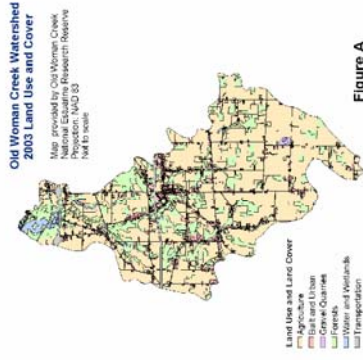 Old Woman Creek Watershed
2003 Land Use and Cover
Map provided by Old Woman Creek
National Estuarine Research Reserve
Projection: NAD 83
Not to scale
Land Use and Land Cover
Agriculture
Built and Urban
Gravel Quarries
Forests
Water and Wetlands
Transportation
Figure A